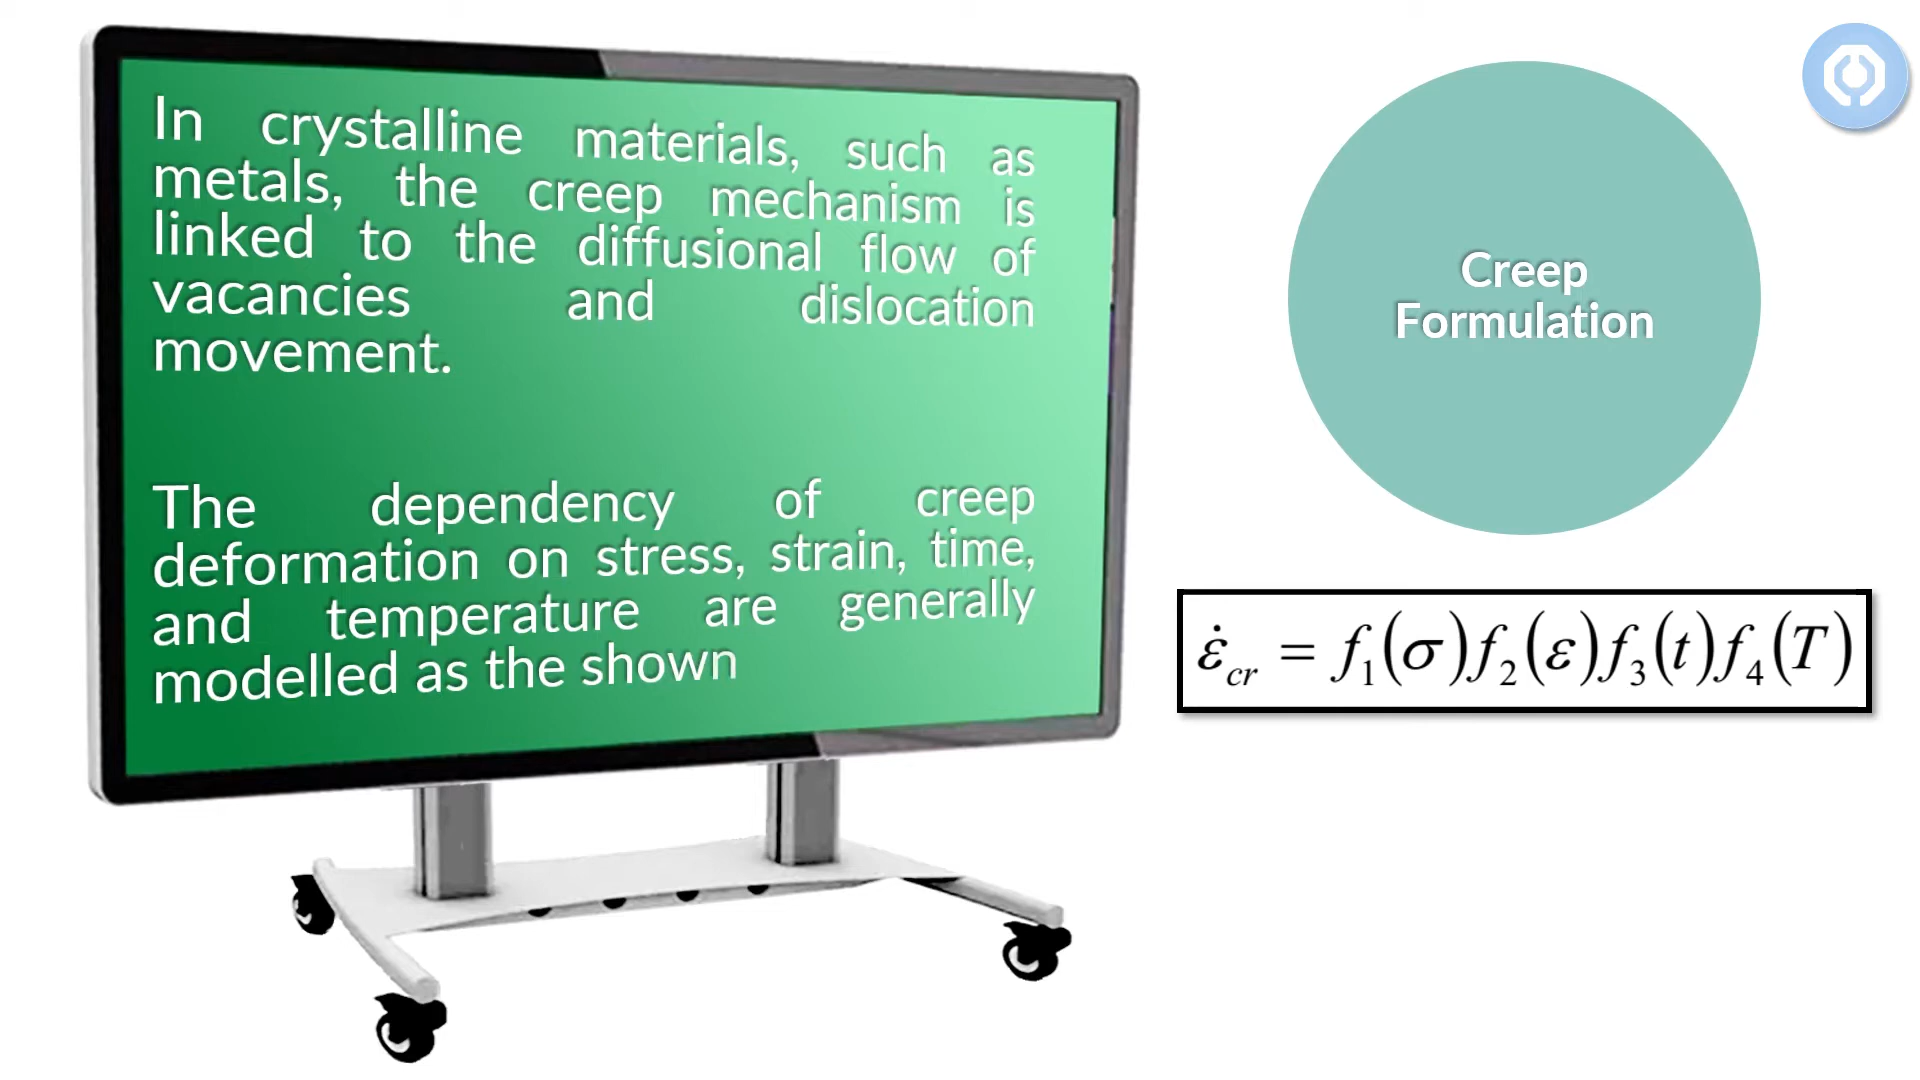 In crystalline materials, such as
metals, the creep mechanism is
linked to the diffusional flow of
vacancies and dislocation
movement.
The dependency of creep
deformation on stress, strain, time,
and temperature are generally
modelled as the shown
Creep
Formulation
ε̇_cr = f₁(σ)f₂(ε)f₃(t)f₄(T)